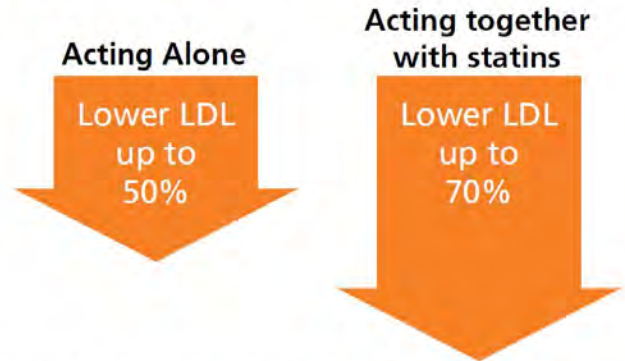 Acting Alone
Lower LDL
up to
50%
Acting together
with statins
Lower LDL
up to
70%